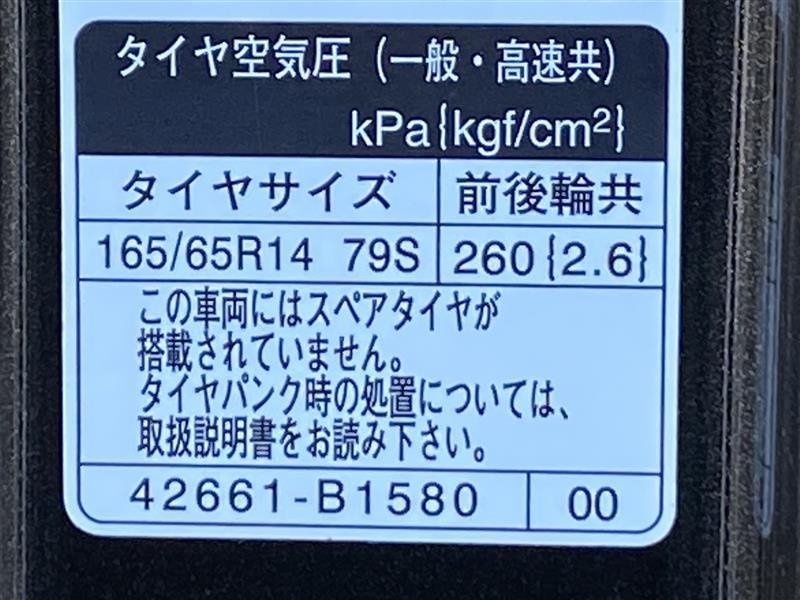 タイヤ空気圧（一般・高速共）
kPa{kgf/cm²}
タイヤサイズ 前後輪共
165/65R14 79S 260{2.6}
この車両にはスペアタイヤが
搭載されていません。
タイヤパンク時の処置については、
取扱説明書をお読み下さい。
42661-B1580 00